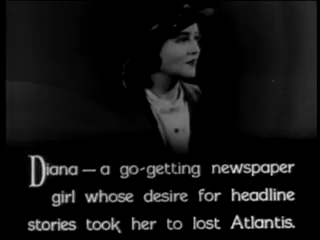 Diana — a go-getting newspaper
girl whose desire for headline
stories took her to lost Atlantis.